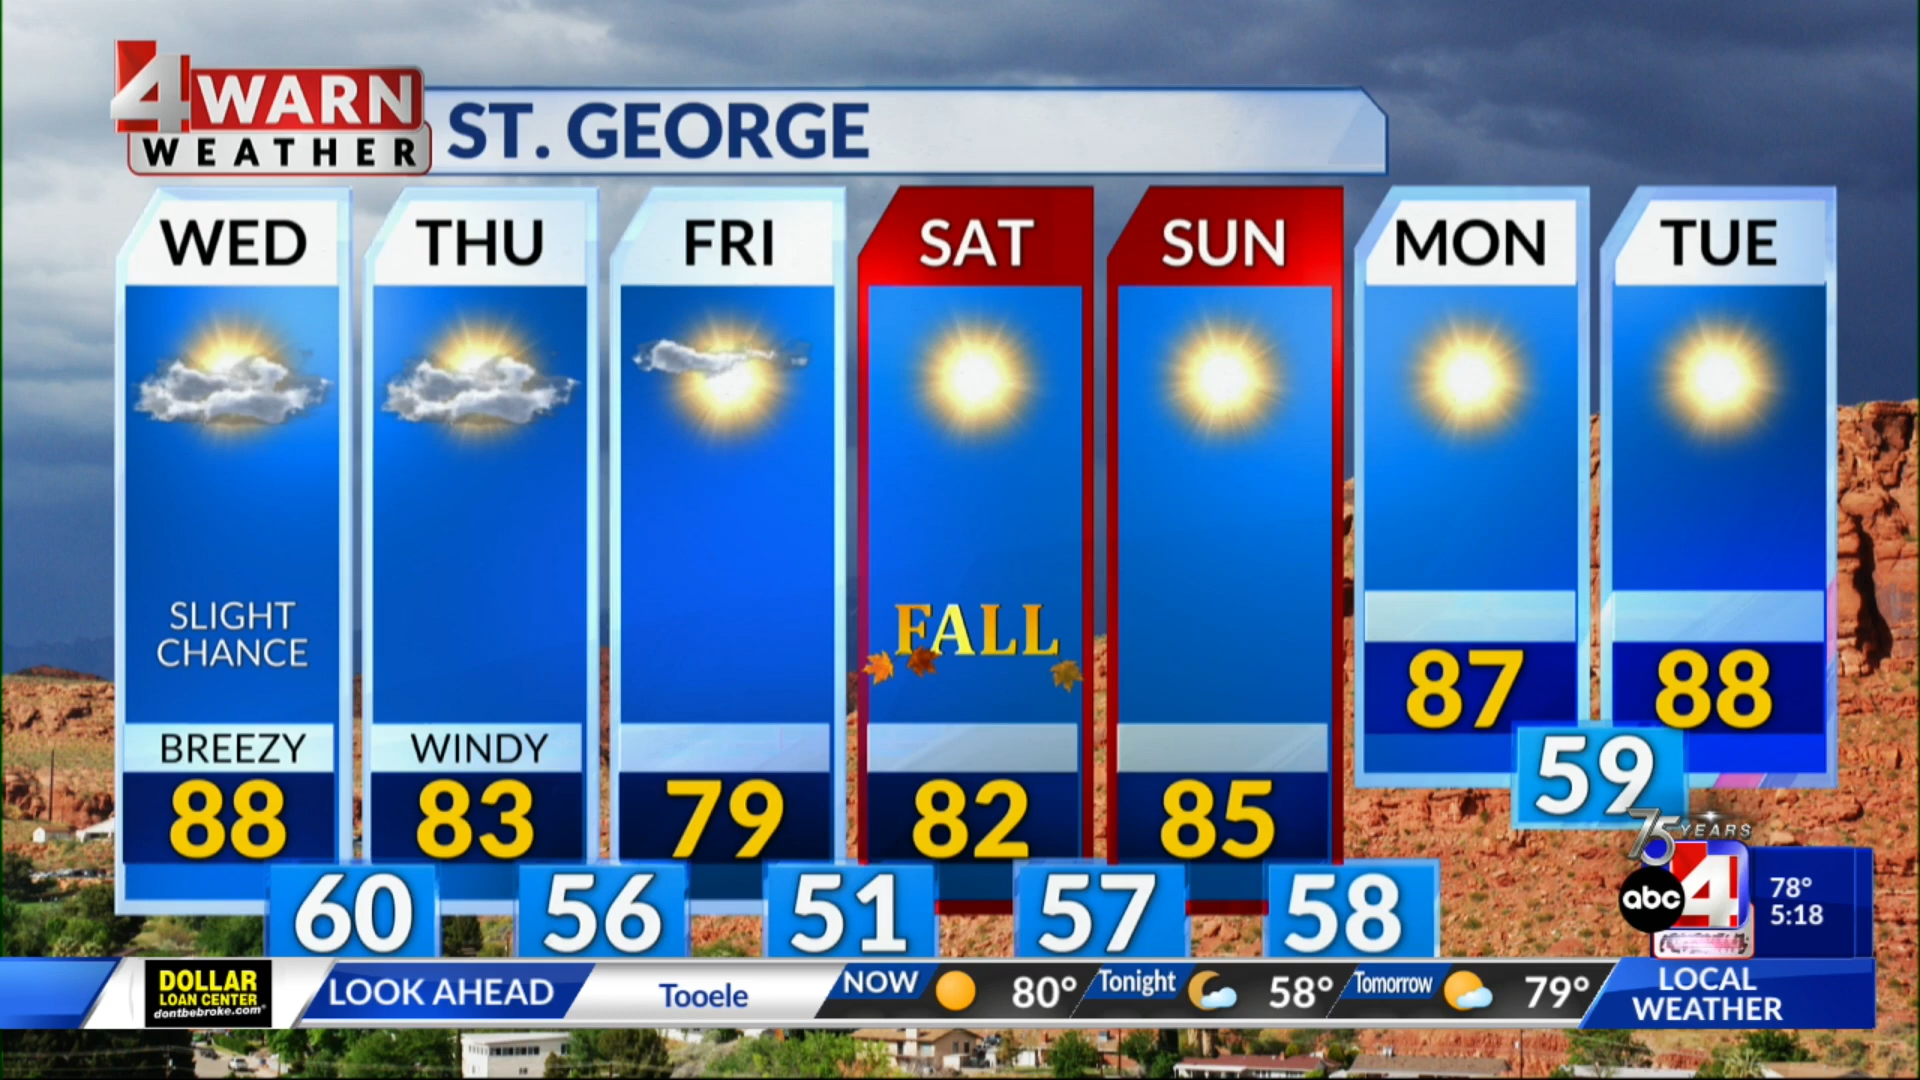 4WARN
WEATHER
ST. GEORGE
WED
THU
FRI
SAT
SUN
MON
TUE
SLIGHT
CHANCE
FALL
BREEZY
WINDY
88
83
79
82
85
87
88
60
56
51
57
58
59
75 YEARS
abc 4
78°
5:18
DOLLAR
LOAN CENTER
dontbebroke.com
LOOK AHEAD
Tooele
NOW
80°
Tonight
58°
Tomorrow
79°
LOCAL
WEATHER